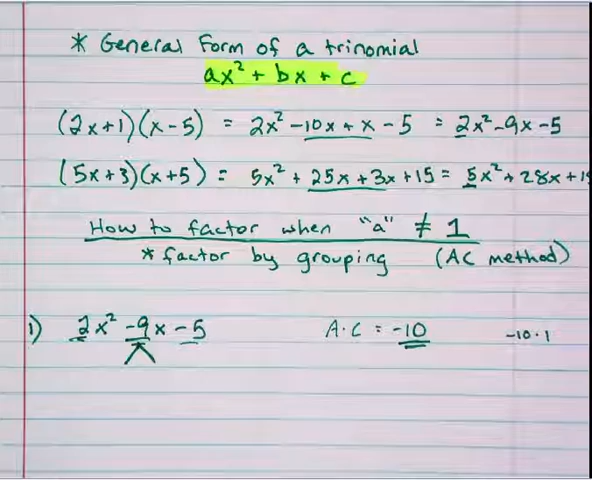 * General Form of a trinomial
ax² + bx + c
(2x+1)(x-5) = 2x² -10x + x - 5 = 2x² -9x -5
(5x+3)(x+5) = 5x² + 25x + 3x + 15 = 5x² + 28x + 1
How to factor when "a" ≠ 1
* factor by grouping (AC method)
1) 2x² -9x -5 A·C = -10 -10·1